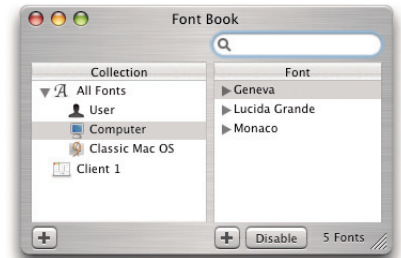 Font Book
Collection
All Fonts
User
Computer
Classic Mac OS
Client 1
Font
Geneva
Lucida Grande
Monaco
Disable
5 Fonts